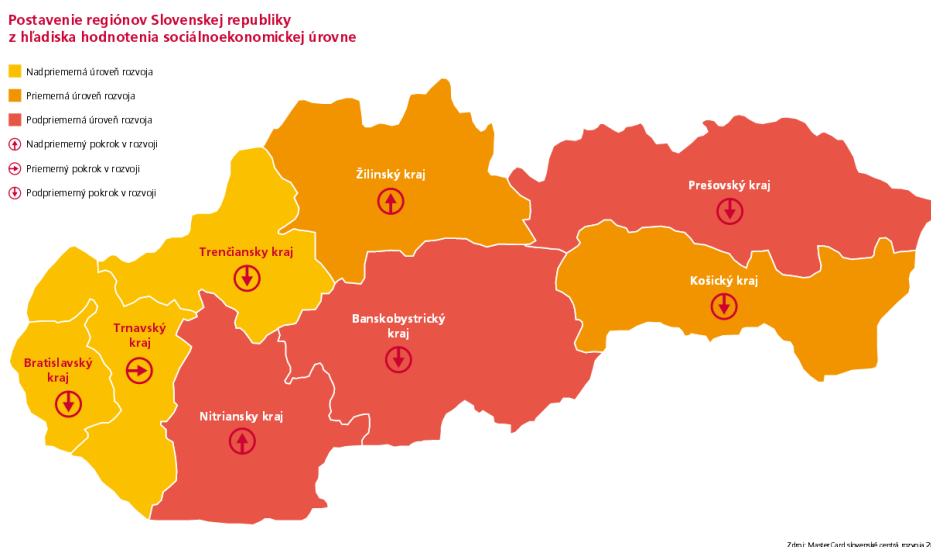 Postavenie regiónov Slovenskej republiky
z hľadiska hodnotenia sociálnoekonomickej úrovne
Nadpriemerná úroveň rozvoja
Priemerná úroveň rozvoja
Podpriemerná úroveň rozvoja
Nadpriemerný pokrok v rozvoji
Priemerný pokrok v rozvoji
Podpriemerný pokrok v rozvoji
Žilinský kraj
Prešovský kraj
Trenčiansky kraj
Košický kraj
Banskobystrický
kraj
Trnavský
kraj
Bratislavský
kraj
Nitriansky kraj
Zdroj: MasterCard slovenské centrá rozvoja